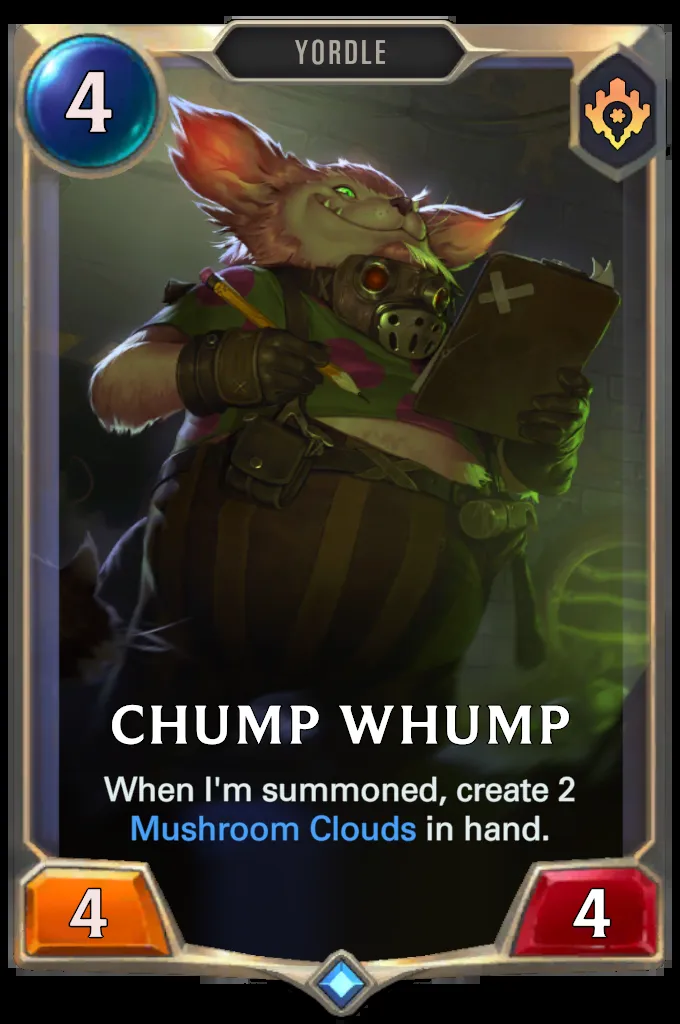 YORDLE
4
CHUMP WHUMP
When I'm summoned, create 2
Mushroom Clouds in hand.
4
4